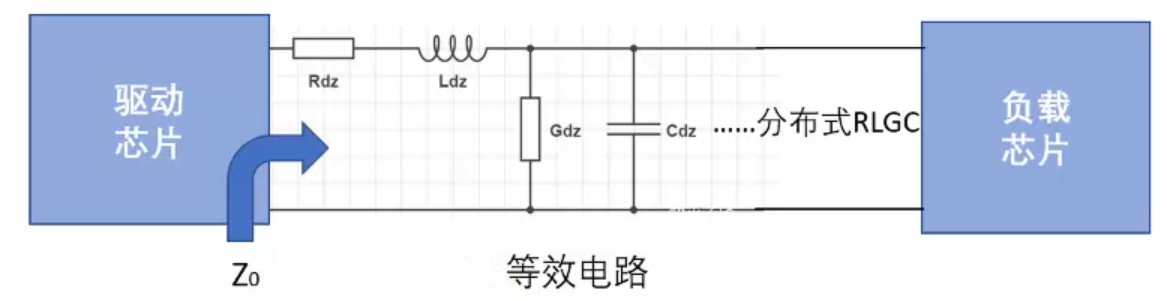 驱动
芯片
Rdz
Ldz
Gdz
Cdz
......分布式RLGC
负载
芯片
Z0
等效电路